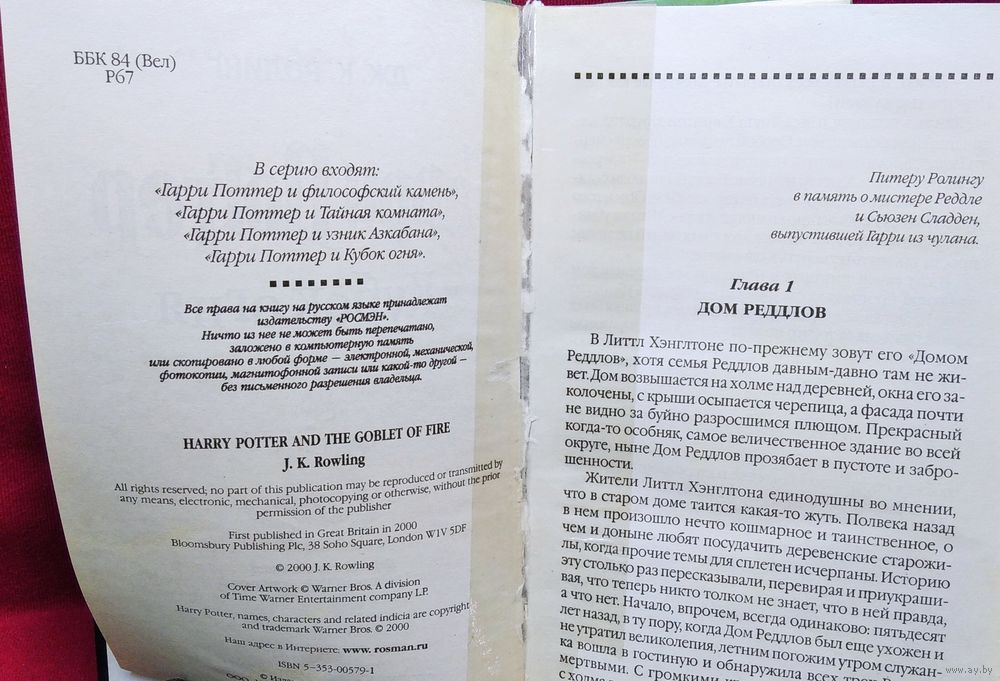 ББК 84 (Вел)
Р67
В серию входят:
«Гарри Поттер и философский камень»,
«Гарри Поттер и Тайная комната»,
«Гарри Поттер и узник Азкабана»,
«Гарри Поттер и Кубок огня».
Все права на книгу на русском языке принадлежат
издательству «РОСМЭН».
Ничто из нее не может быть перепечатано,
заложено в компьютерную память
или скопировано в любой форме — электронной, механической,
фотокопии, магнитофонной записи или какой-то другой —
без письменного разрешения владельца.
HARRY POTTER AND THE GOBLET OF FIRE
J. K. Rowling
All rights reserved; no part of this publication may be reproduced or transmitted by
any means, electronic, mechanical, photocopying or otherwise, without the prior
permission of the publisher
First published in Great Britain in 2000
Bloomsbury Publishing Plc, 38 Soho Square, London W1V 5DF
© 2000 J. K. Rowling
Cover Artwork © Warner Bros. A division
of Time Warner Entertainment company LP.
Harry Potter, names, characters and related indicia are copyright
and trademark Warner Bros. © 2000
Наш адрес в Интернете: www.rosman.ru
ISBN 5–353–00579–1
Питеру Ролингу
в память о мистере Реддле
и Сьюзен Сладден,
выпустившей Гарри из чулана.
Глава 1
ДОМ РЕДДЛОВ
В Литтл Хэнглтоне по-прежнему зовут его «Домом
Реддлов», хотя семья Реддлов давным-давно там не жи-
вет. Дом возвышается на холме над деревней, окна его за-
колочены, с крыши осыпается черепица, а фасада почти
не видно за буйно разросшимся плющом. Прекрасный
когда-то особняк, самое величественное здание во всей
округе, ныне Дом Реддлов прозябает в пустоте и забро-
шенности.
Жители Литтл Хэнглтона единодушны во мнении,
что в старом доме таится какая-то жуть. Полвека назад
в нем произошло нечто кошмарное и таинственное, о
чем и доныне любят посудачить деревенские старожи-
лы, когда прочие темы для сплетен исчерпаны. Историю
эту столько раз пересказывали, перевирая и приукраши-
вая, что теперь никто толком не знает, что в ней правда,
а что нет. Начало, впрочем, всегда одинаково: пятьдесят
лет назад, в ту пору, когда Дом Реддлов был еще ухожен и
не утратил великолепия, летним погожим утром служан-
ка вошла в гостиную и обнаружила всех трех
мертвыми. С громкими
с холма
www.ay.by